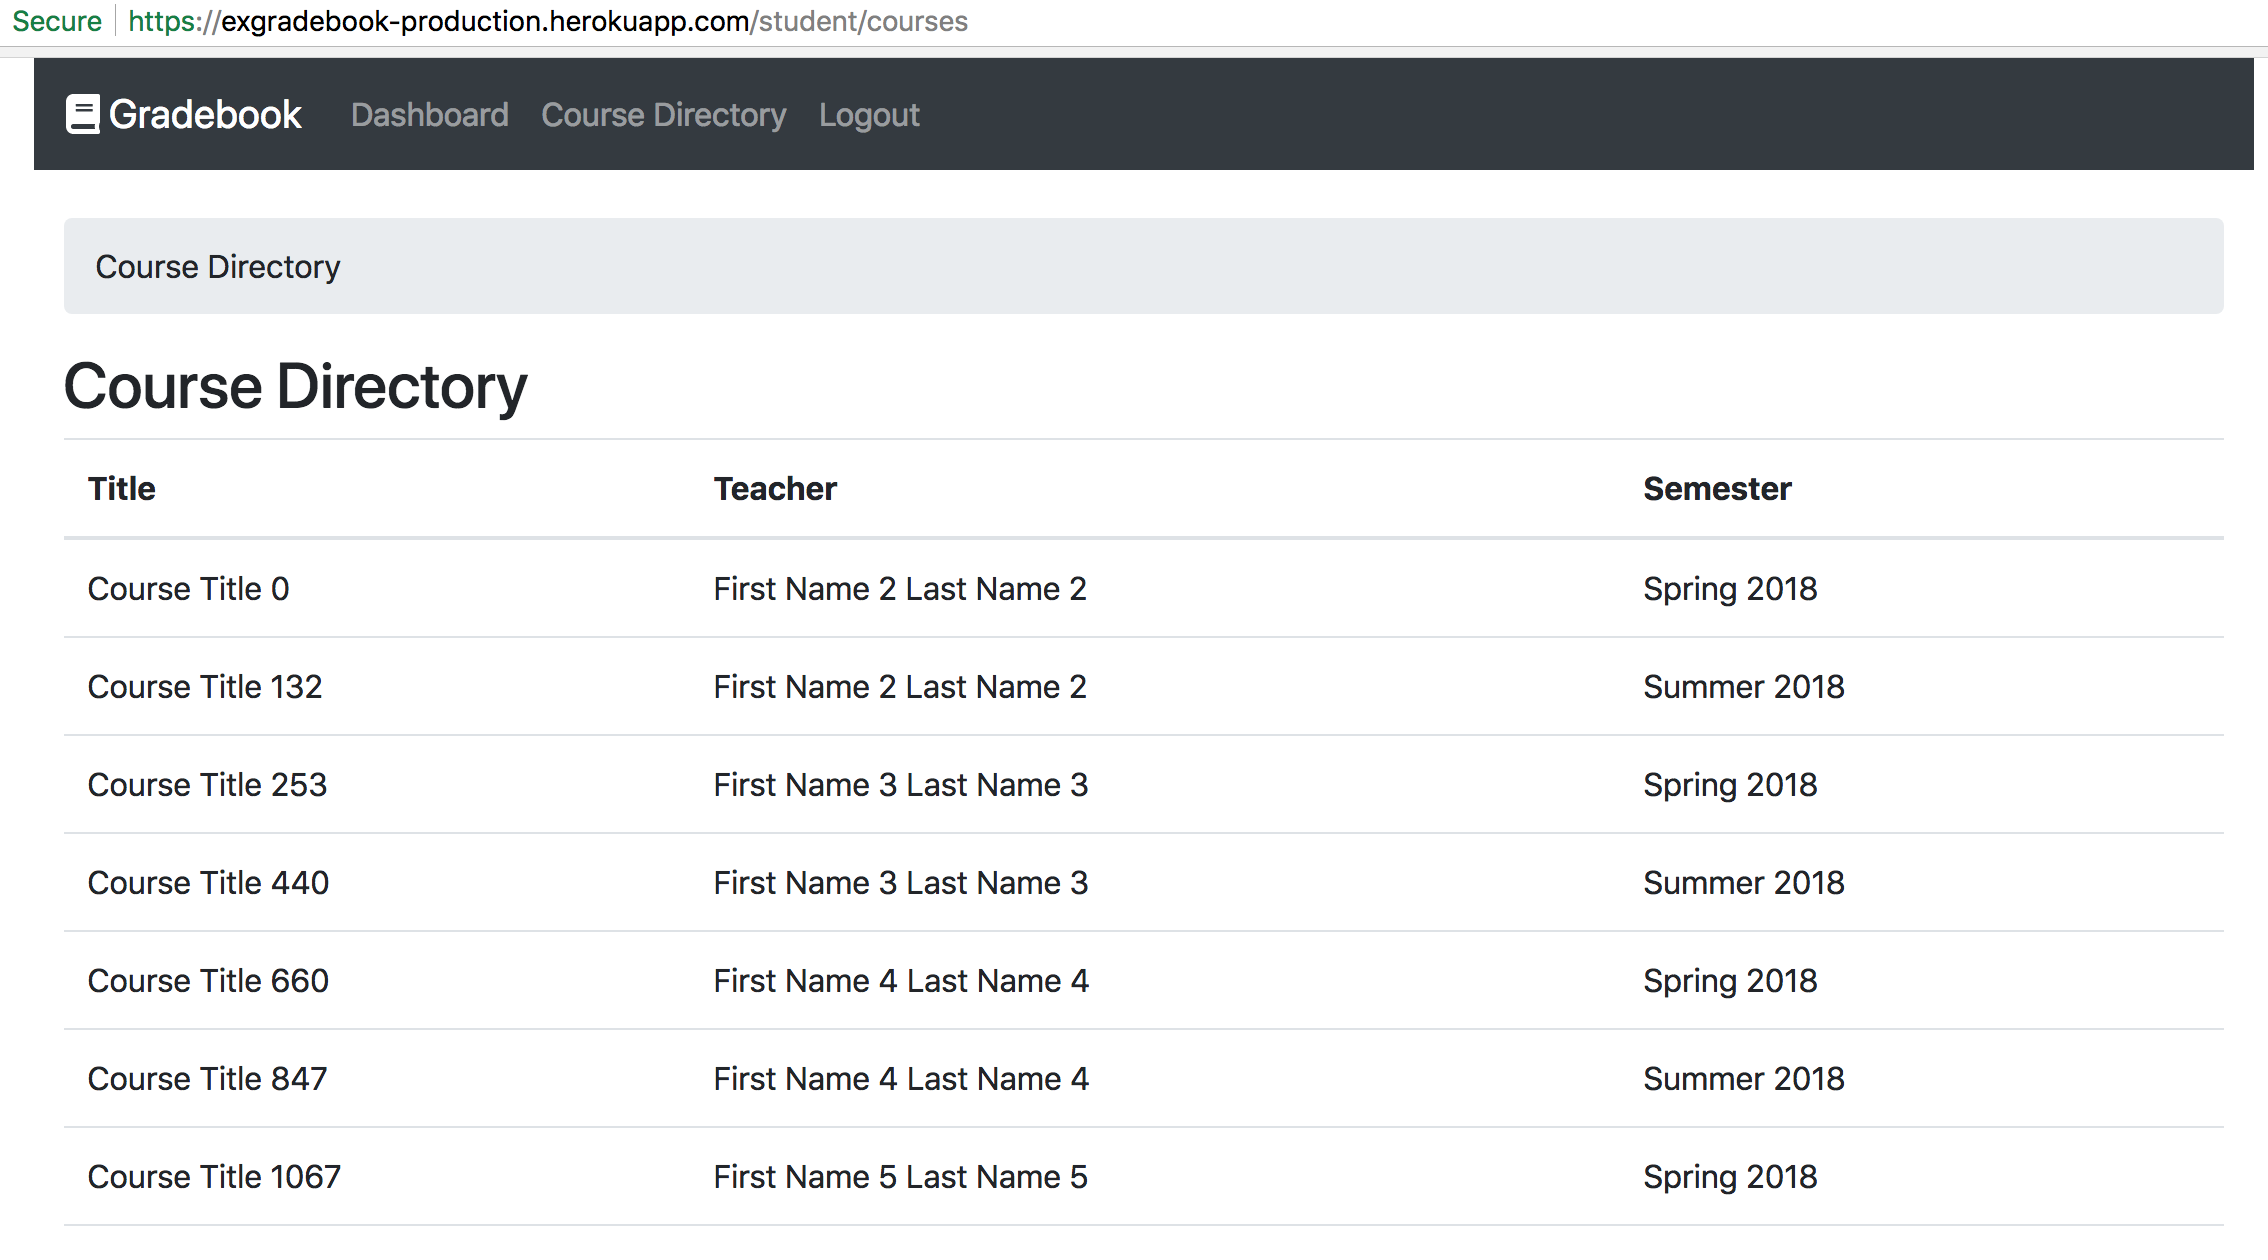 Secure https://exgradebook-production.herokuapp.com/student/courses
Gradebook Dashboard Course Directory Logout
Course Directory
Course Directory
Title Teacher Semester
Course Title 0 First Name 2 Last Name 2 Spring 2018
Course Title 132 First Name 2 Last Name 2 Summer 2018
Course Title 253 First Name 3 Last Name 3 Spring 2018
Course Title 440 First Name 3 Last Name 3 Summer 2018
Course Title 660 First Name 4 Last Name 4 Spring 2018
Course Title 847 First Name 4 Last Name 4 Summer 2018
Course Title 1067 First Name 5 Last Name 5 Spring 2018